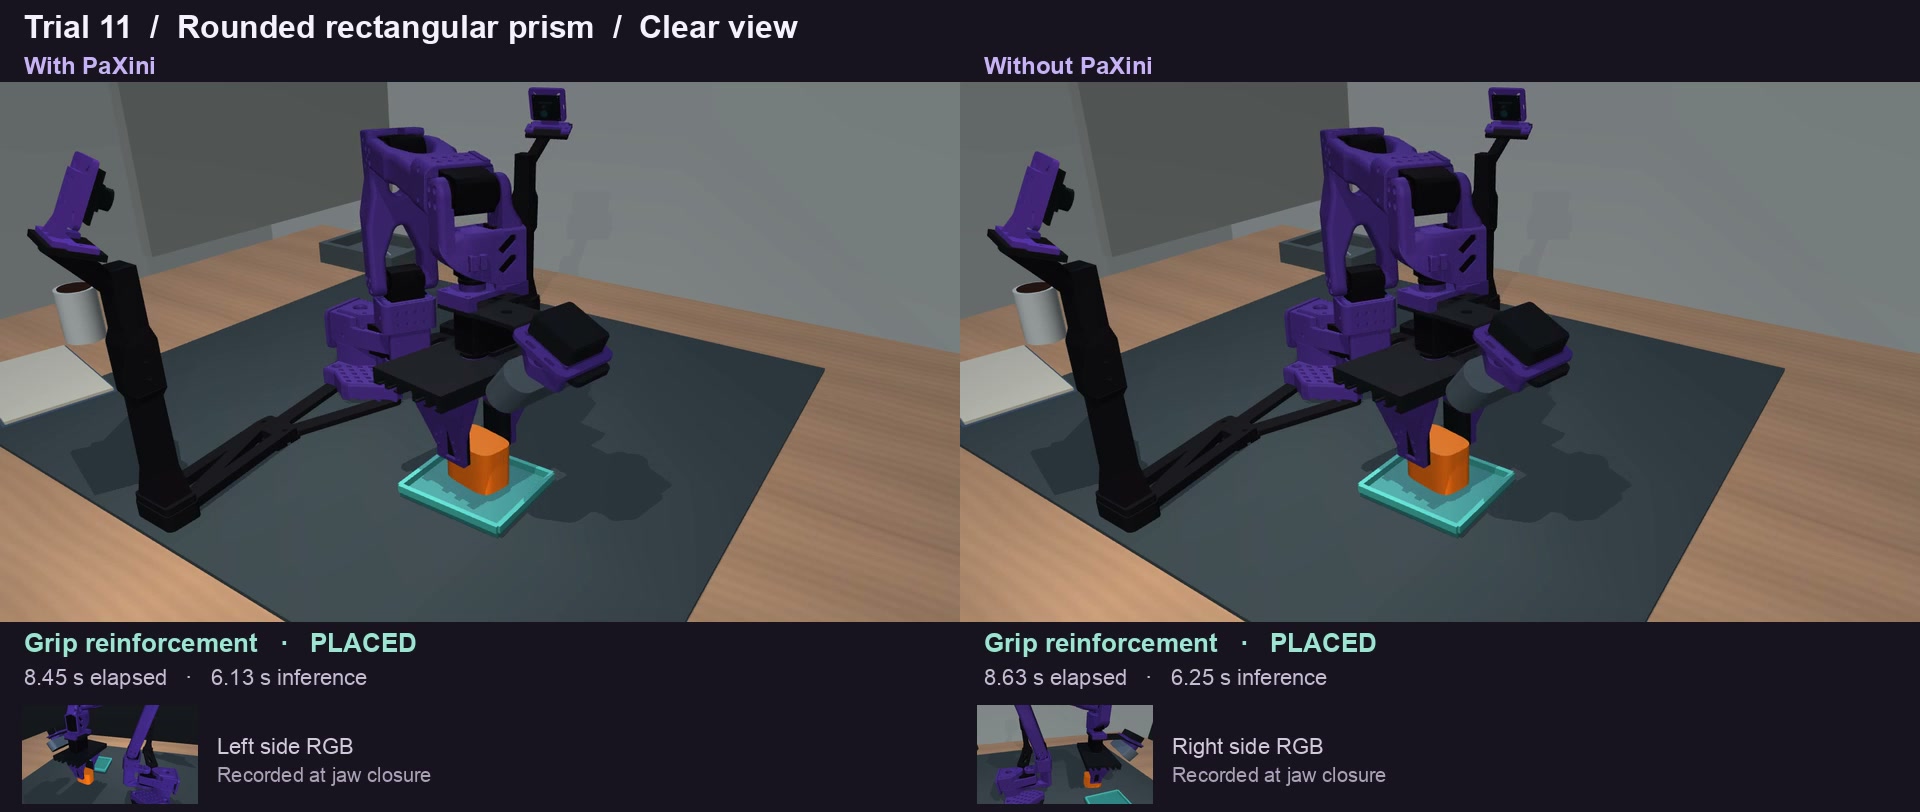 Trial 11 / Rounded rectangular prism / Clear view
With PaXini
Without PaXini
Grip reinforcement · PLACED
8.45 s elapsed · 6.13 s inference
Grip reinforcement · PLACED
8.63 s elapsed · 6.25 s inference
Left side RGB
Recorded at jaw closure
Right side RGB
Recorded at jaw closure